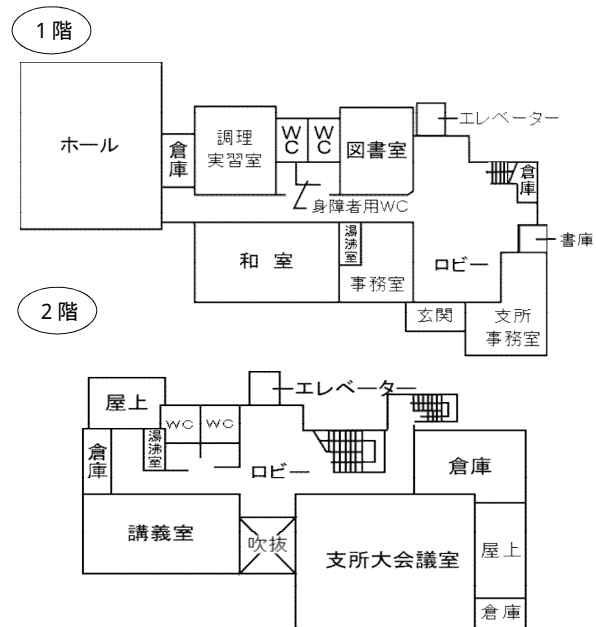 1階
エレベーター
ホール
倉庫
調理
実習室
WC
WC
図書室
倉庫
身障者用WC
書庫
和室
湯沸室
事務室
ロビー
玄関
支所
事務室
2階
エレベーター
屋上
WC
WC
倉庫
湯沸室
ロビー
倉庫
講義室
吹抜
支所大会議室
屋上
倉庫